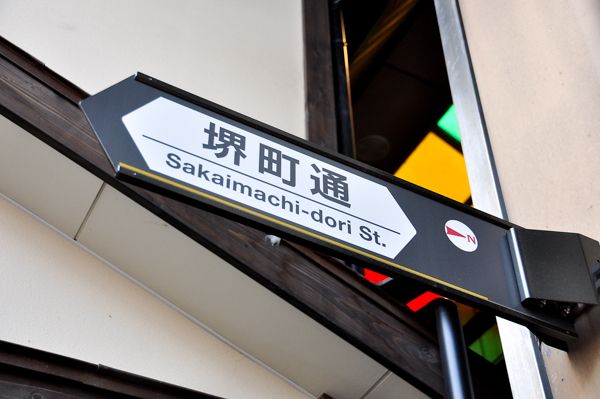 堺町通
Sakaimachi-dori St.
N